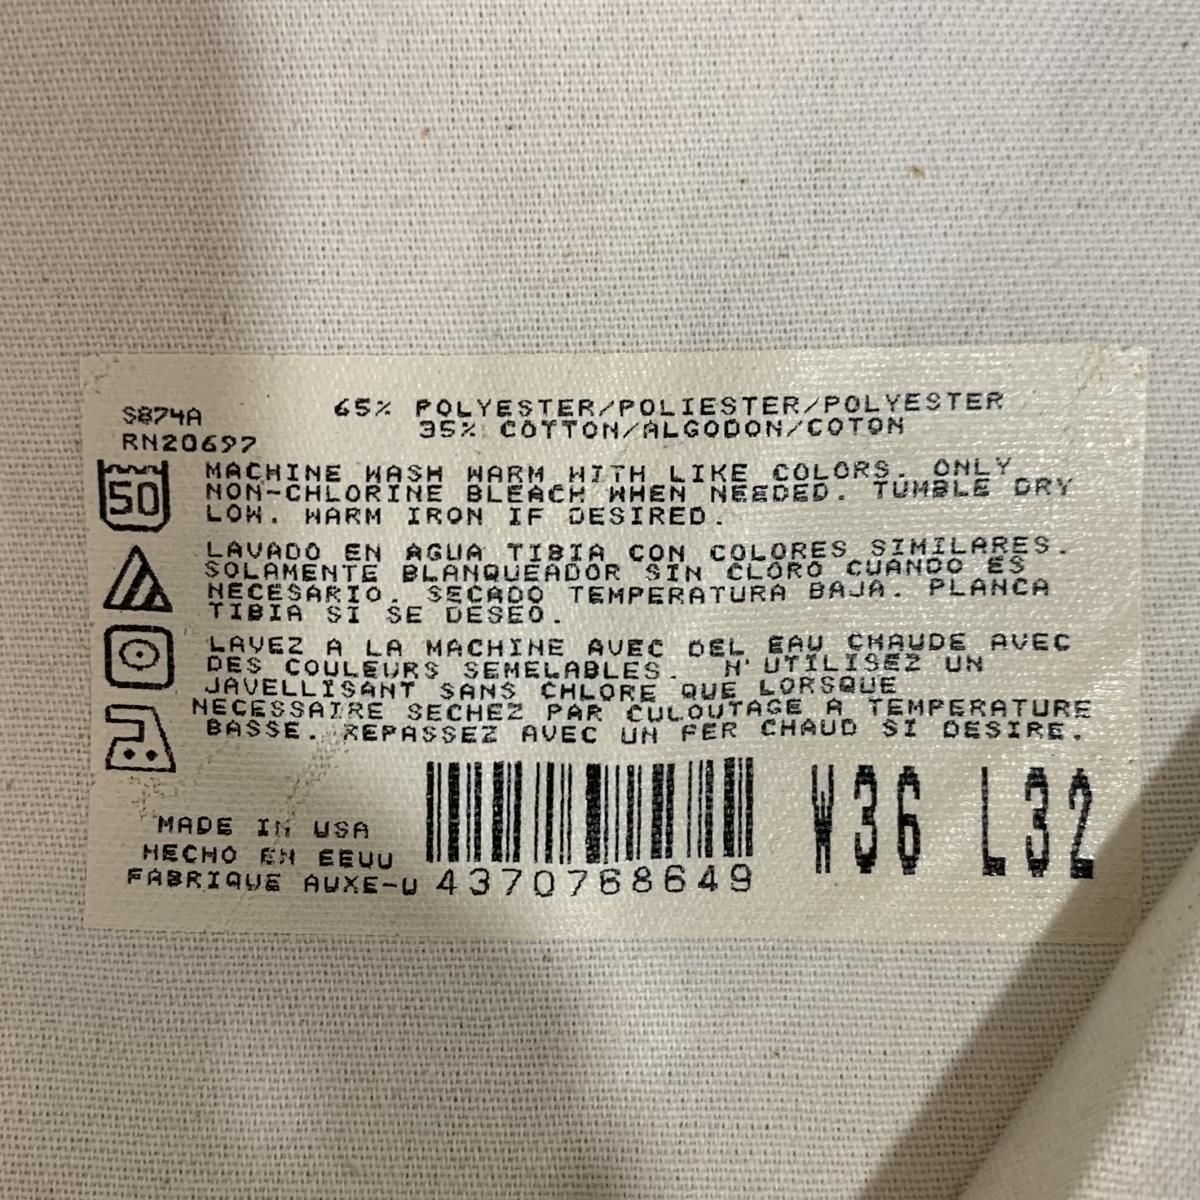 S874A
RN20697
65% POLYESTER/POLIESTER/POLYESTER
35% COTTON/ALGODON/COTON
50
MACHINE WASH WARM WITH LIKE COLORS. ONLY
NON-CHLORINE BLEACH WHEN NEEDED. TUMBLE DRY
LOW. WARM IRON IF DESIRED.
LAVADO EN AGUA TIBIA CON COLORES SIMILARES.
SOLAMENTE BLANQUEADOR SIN CLORO CUANDO ES
NECESARIO. SECADO TEMPERATURA BAJA. PLANCA
TIBIA SI SE DESEO.
LAVEZ A LA MACHINE AVEC DEL EAU CHAUDE AVEC
DES COULEURS SEMELABLES. N'UTILISEZ UN
JAVELLISANT SANS CHLORE QUE LORSQUE
NECESSAIRE SECHEZ PAR CULOUTAGE A TEMPERATURE
BASSE. REPASSEZ AVEC UN FER CHAUD SI DESIRE.
MADE IN USA
HECHO EN EEUU
FABRIQUE AUXE-U
4370768649
W36 L32